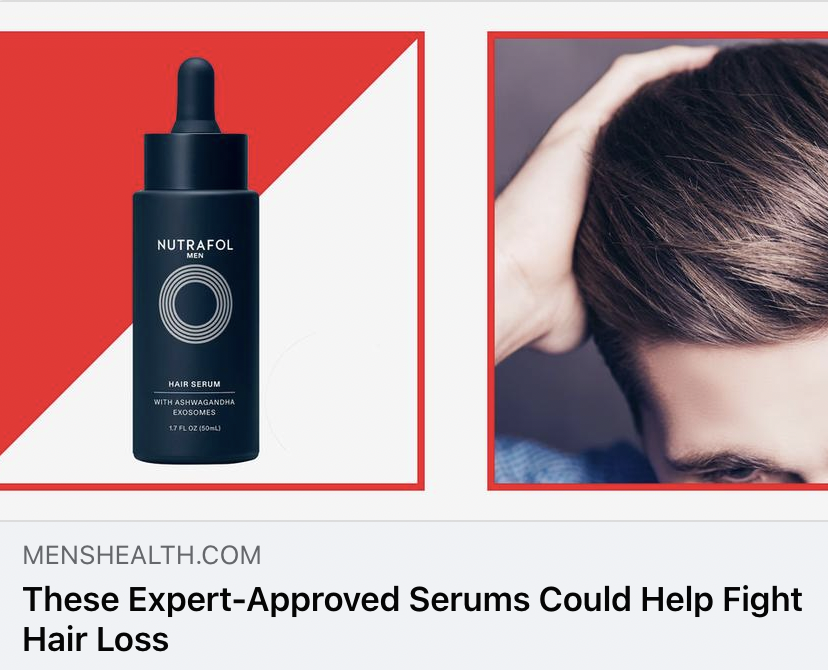 NUTRAFOL
MEN
HAIR SERUM
WITH ASHWAGANDHA
EXOSOMES
1.7 FL OZ (50mL)
MENSHEALTH.COM
These Expert-Approved Serums Could Help Fight
Hair Loss